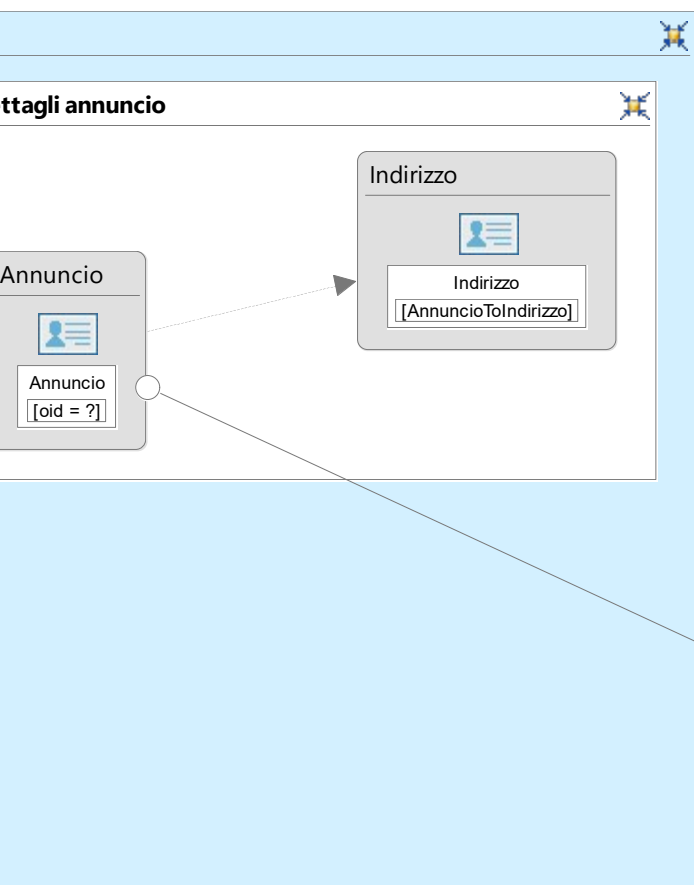 ttagli annuncio
Indirizzo
Indirizzo
[AnnuncioToIndirizzo]
Annuncio
Annuncio
[oid = ?]